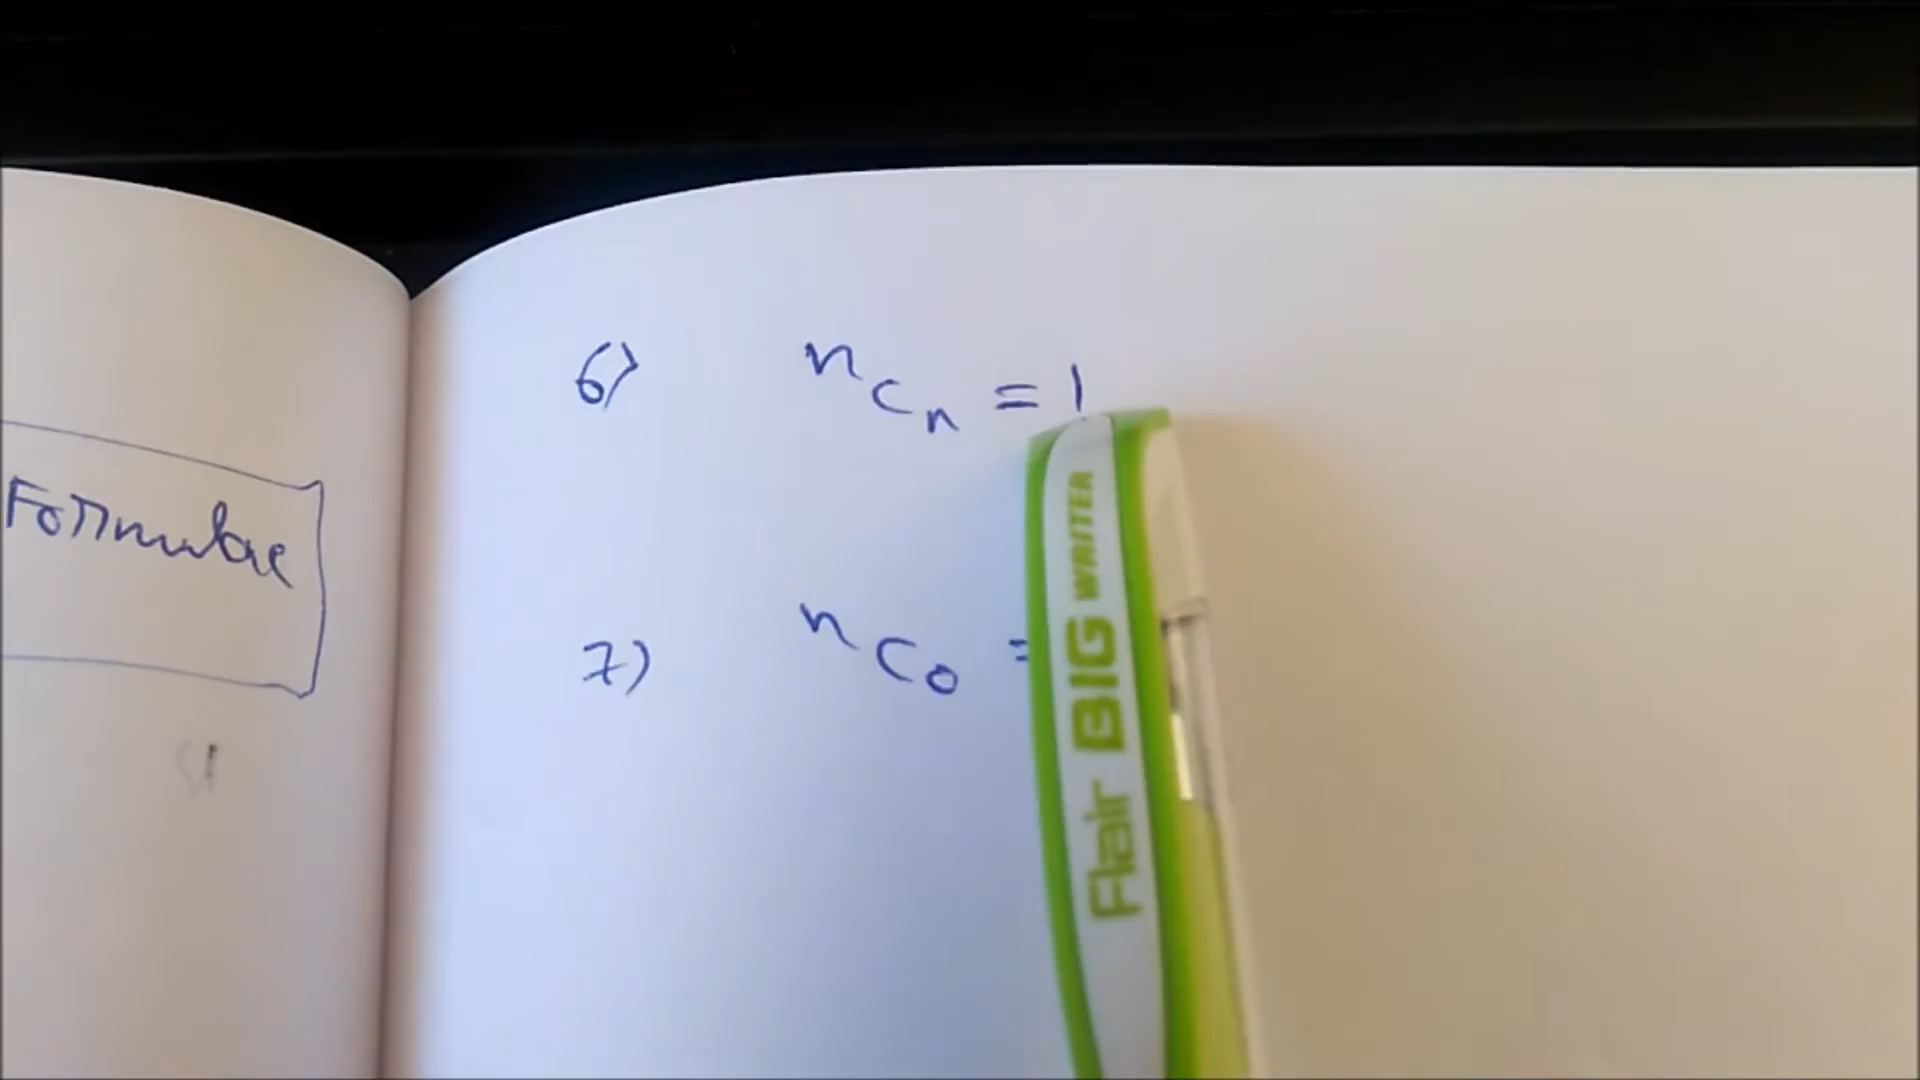 Formulae
6) ⁿCₙ = 1
7) ⁿC₀ =
Flair BIG WRITER